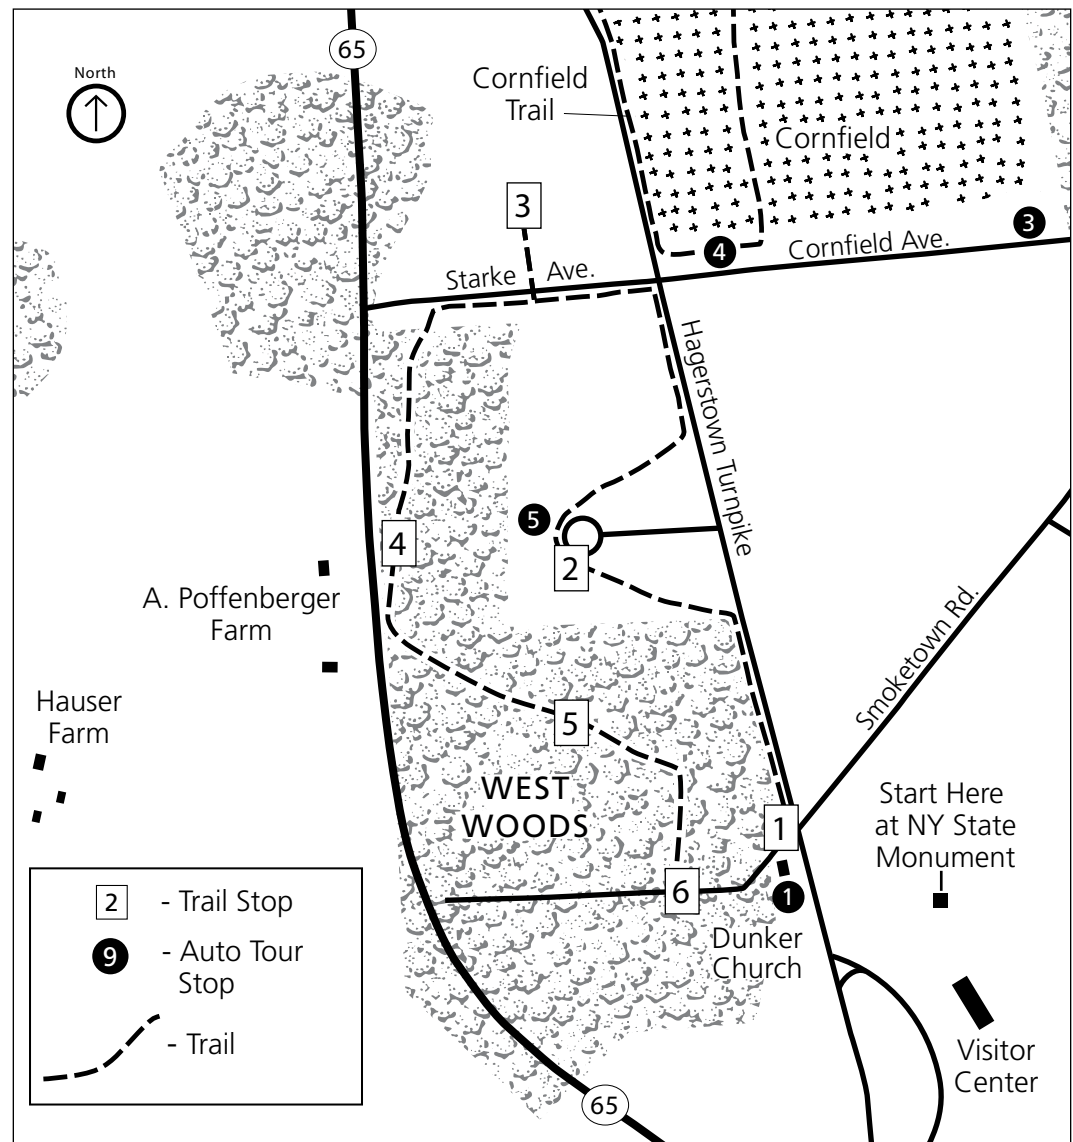 65
North
Cornfield
Trail
Cornfield
3
3
4
Cornfield Ave.
Starke Ave.
Hagerstown Turnpike
5
4
2
A. Poffenberger
Farm
Smoketown Rd.
Hauser
Farm
5
WEST
WOODS
Start Here
at NY State
Monument
1
6
1
Dunker
Church
2 - Trail Stop
9 - Auto Tour
Stop
- Trail
Visitor
Center
65